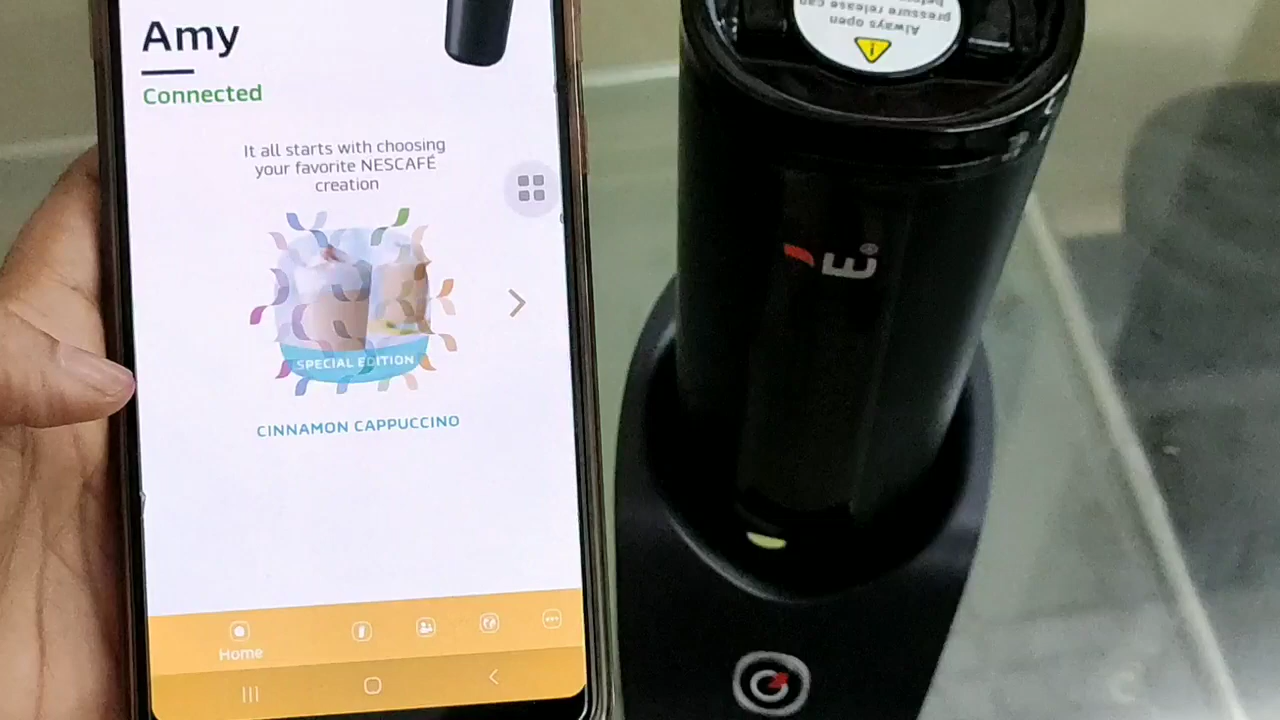 Amy
Connected
It all starts with choosing
your favorite NESCAFÉ
creation
SPECIAL EDITION
CINNAMON CAPPUCCINO
Home
Always open
pressure release cap
before
É®